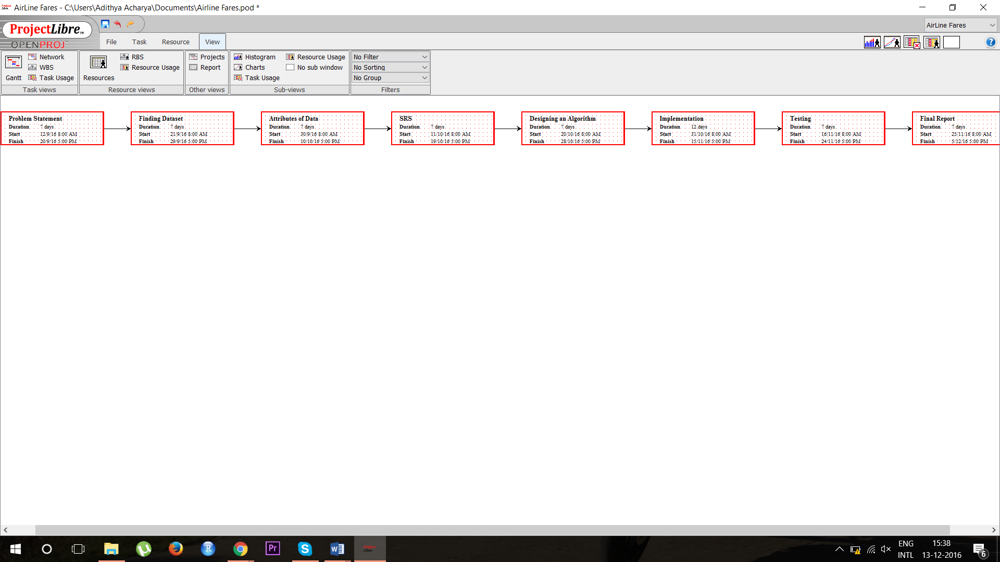 AirLine Fares - C:\Users\Adithya Acharya\Documents\Airline Fares.pod *
ProjectLibre™
OPENPROJ
AirLine Fares
File Task Resource View
Gantt
Network
WBS
Task Usage
Task views
Resources
RBS
Resource Usage
Resource views
Projects
Report
Other views
Histogram
Charts
Task Usage
Resource Usage
No sub window
Sub-views
No Filter
No Sorting
No Group
Filters
Problem Statement
Duration 7 days
Start 12/9/16 8:00 AM
Finish 20/9/16 5:00 PM
Finding Dataset
Duration 7 days
Start 21/9/16 8:00 AM
Finish 29/9/16 5:00 PM
Attributes of Data
Duration 7 days
Start 30/9/16 8:00 AM
Finish 10/10/16 5:00 PM
SRS
Duration 7 days
Start 11/10/16 8:00 AM
Finish 19/10/16 5:00 PM
Designing an Algorithm
Duration 7 days
Start 20/10/16 8:00 AM
Finish 28/10/16 5:00 PM
Implementation
Duration 12 days
Start 31/10/16 8:00 AM
Finish 15/11/16 5:00 PM
Testing
Duration 7 days
Start 16/11/16 8:00 AM
Finish 24/11/16 5:00 PM
Final Report
Duration 7 days
Start 25/11/16 8:00 AM
Finish 5/12/16 5:00 PM
R
Pr
S
W
Project
Libre
ENG
INTL
15:38
13-12-2016
6